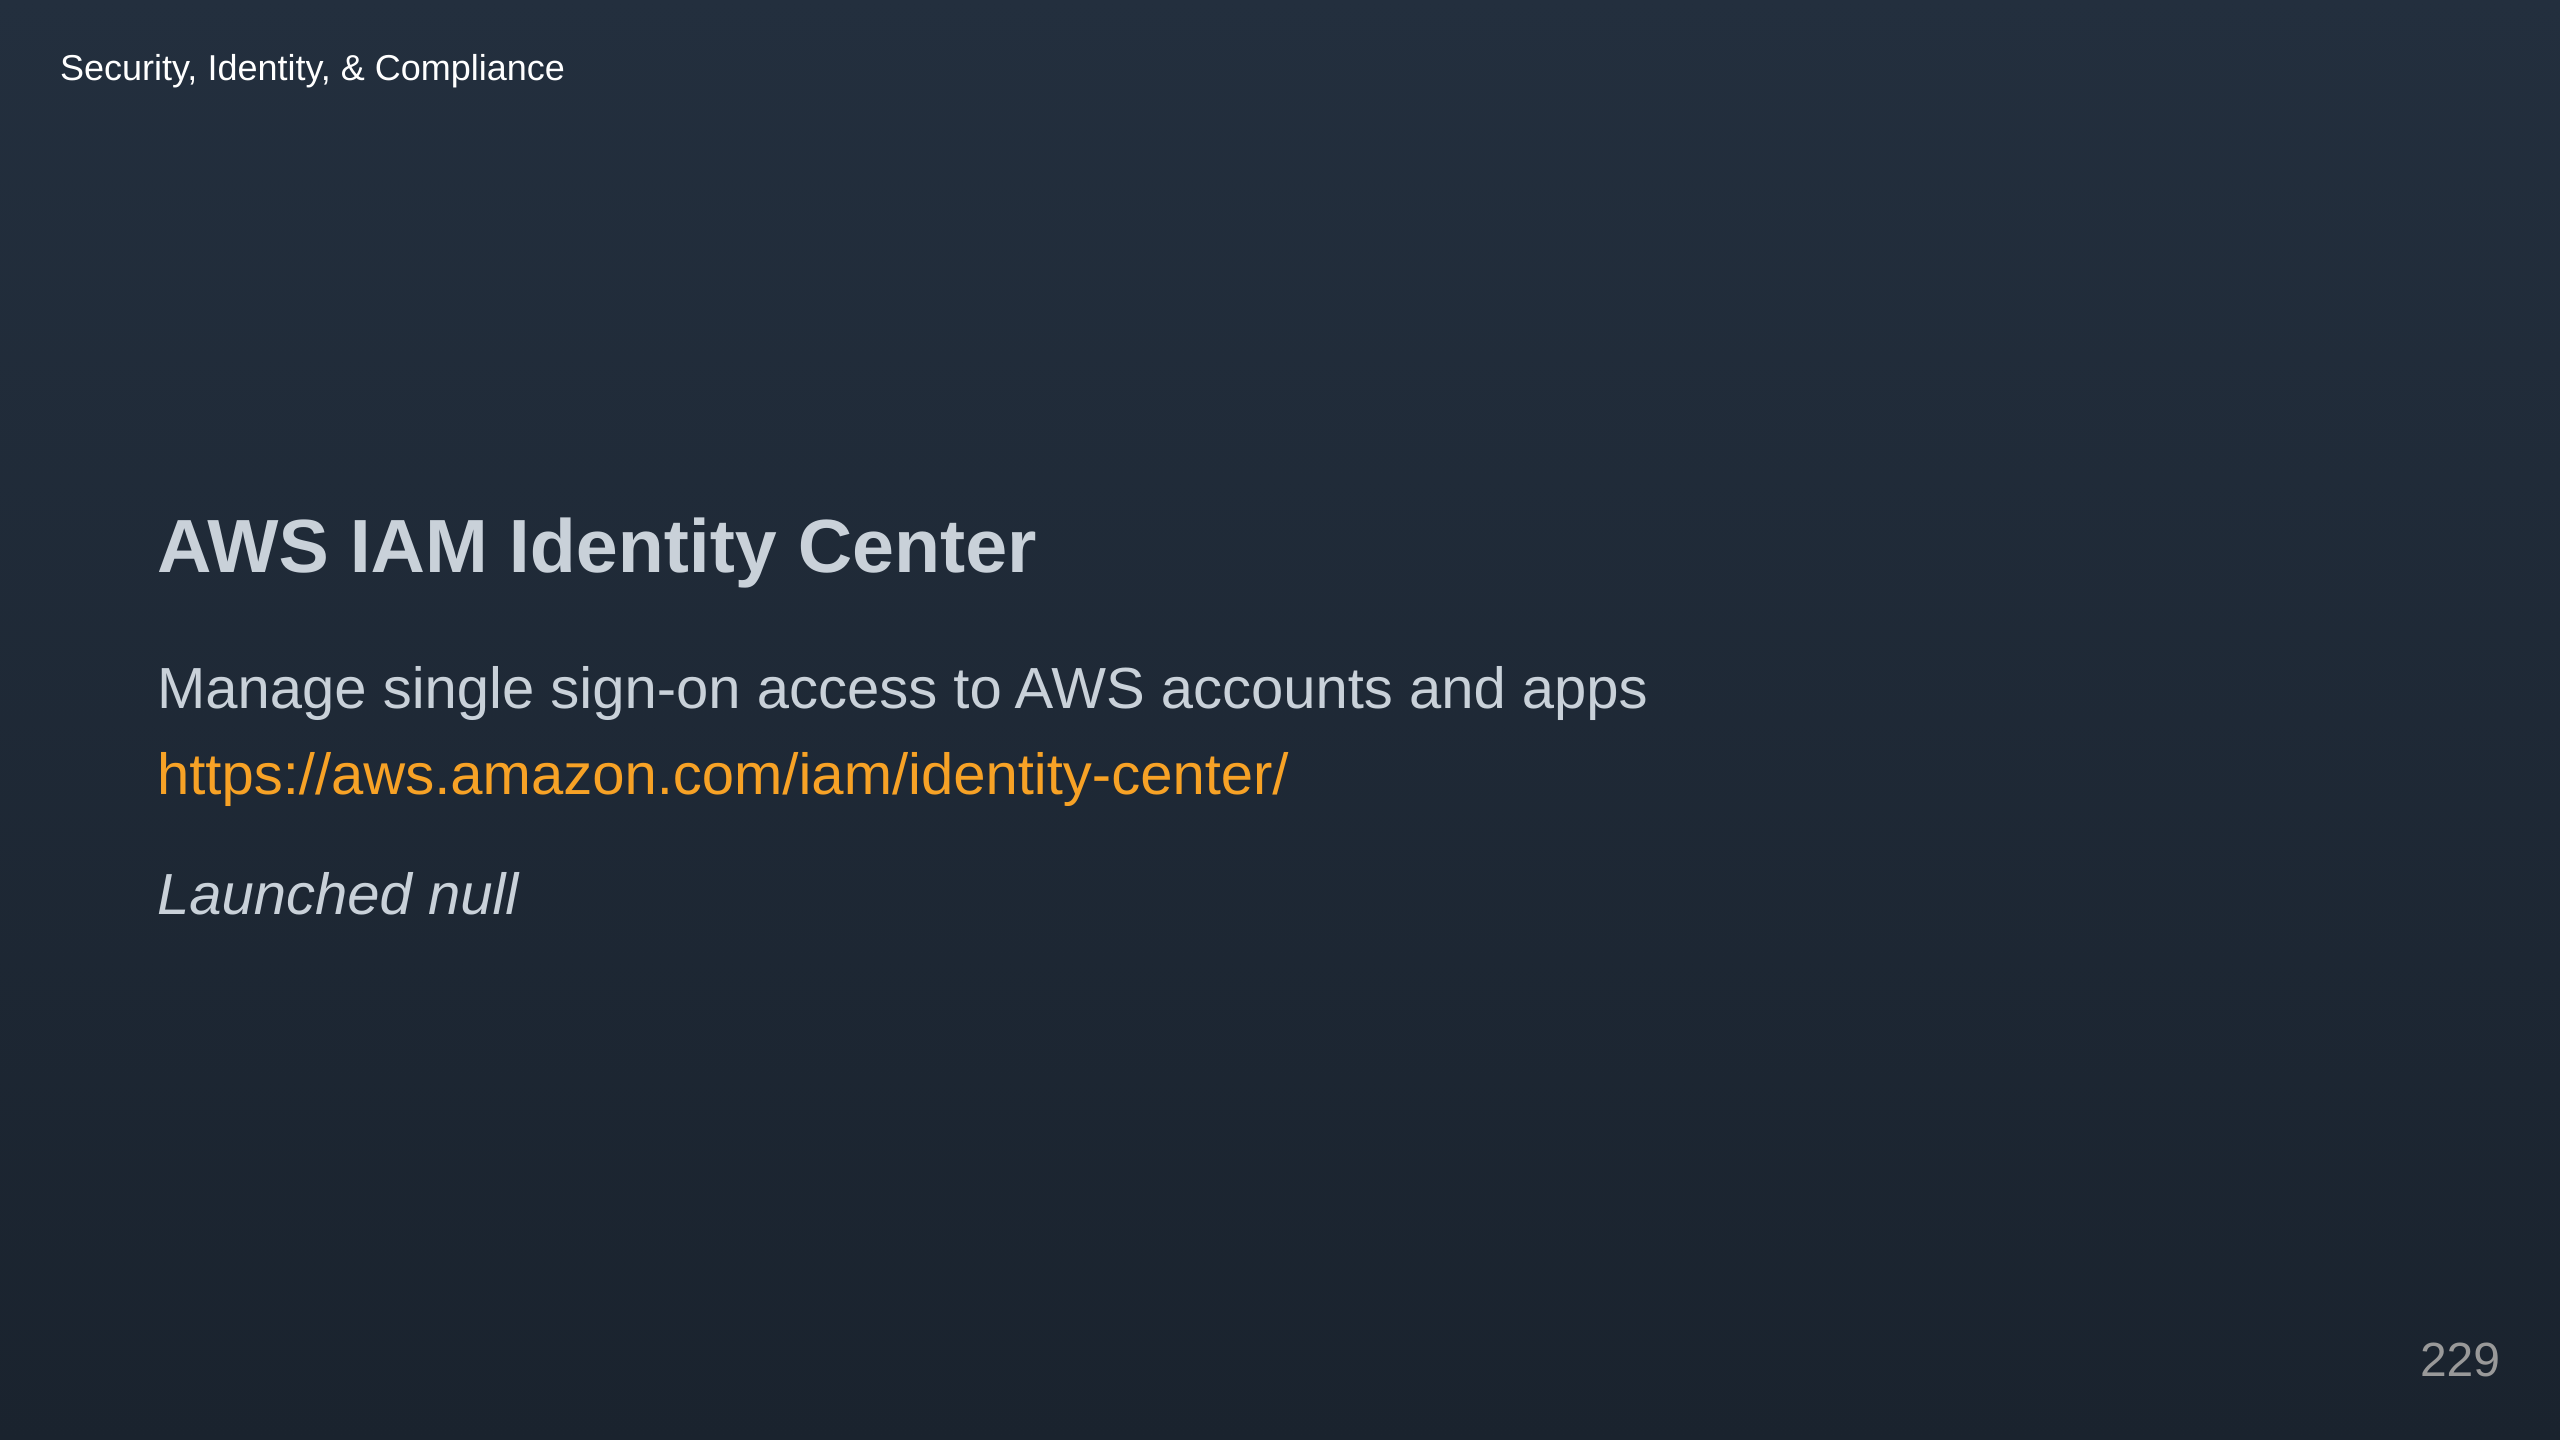 Security, Identity, & Compliance
AWS IAM Identity Center
Manage single sign-on access to AWS accounts and apps
https://aws.amazon.com/iam/identity-center/
Launched null
229